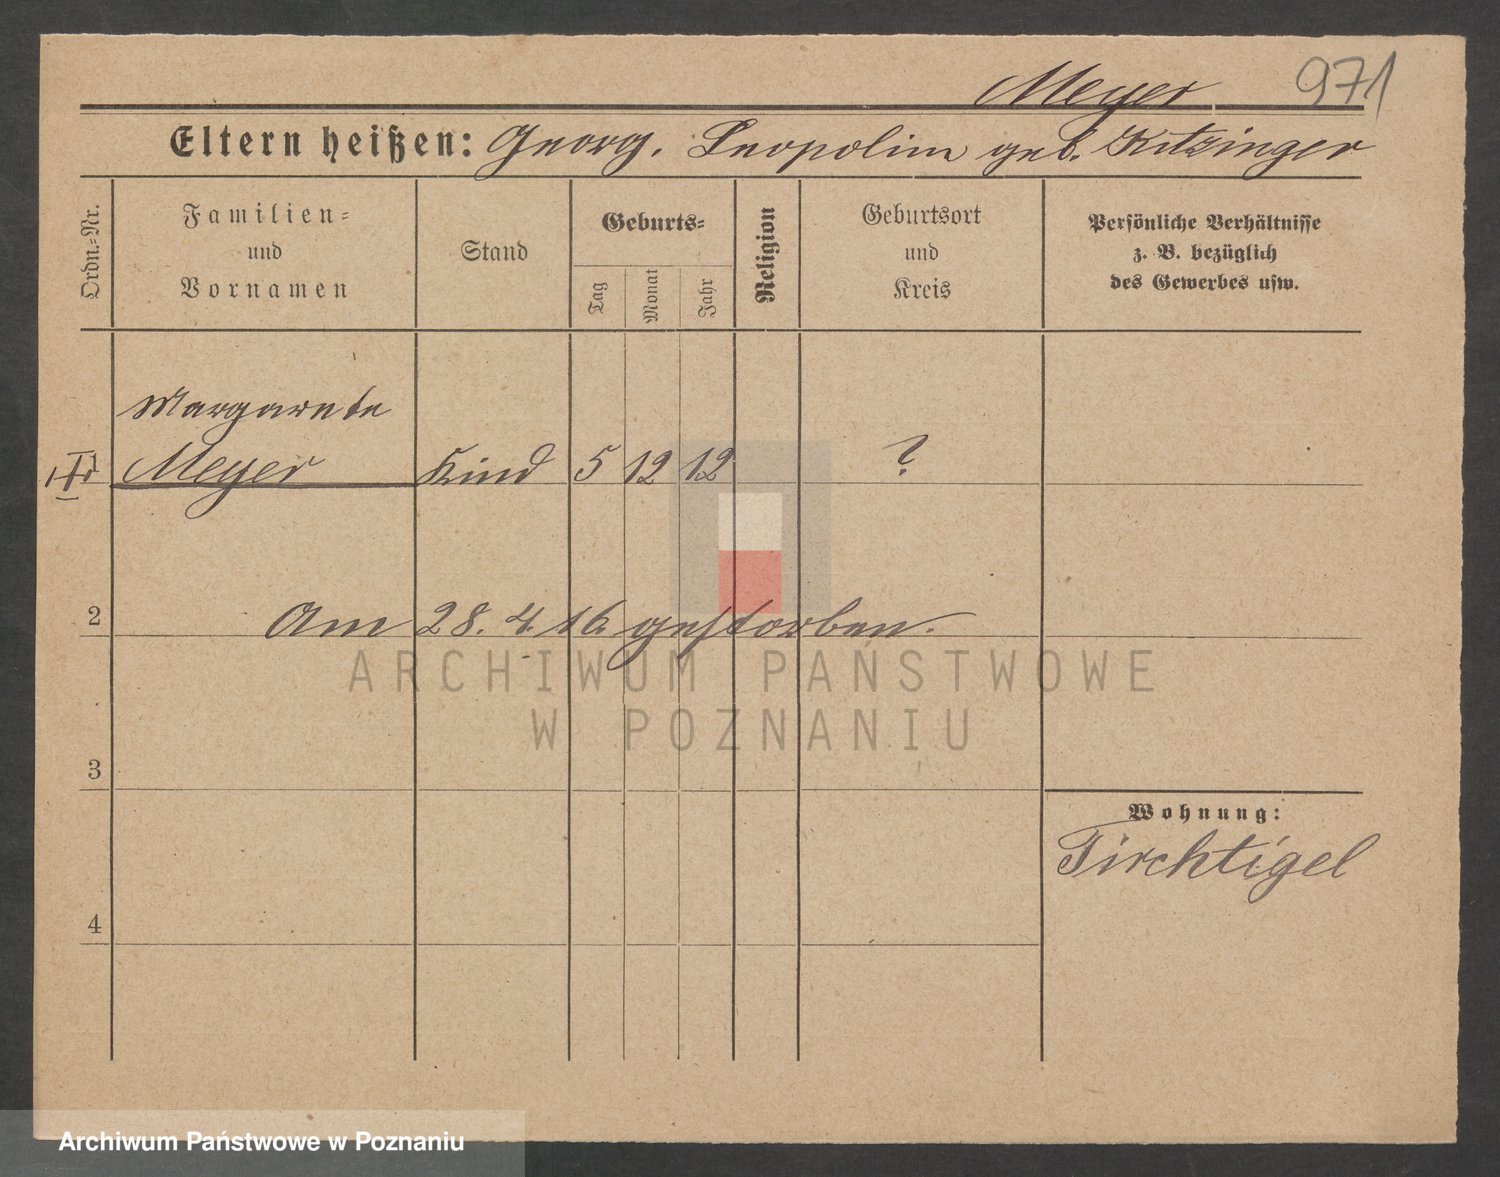 Meyer 971
Eltern heißen: Georg. Leopoline geb. Kitzinger
Ordn.=Nr.
Familien=
und
Vornamen
Stand
Geburts=
Tag
Monat
Jahr
Religion
Geburtsort
und
Kreis
Persönliche Verhältnisse
z. B. bezüglich
des Gewerbes usw.
Margarete
Meyer Kind 5 12 12 ?
2 Am 28. 4. 16 gestorben.
ARCHIWUM PAŃSTWOWE
W POZNANIU
3
Wohnung:
Tirchtigel
4
Archiwum Państwowe w Poznaniu